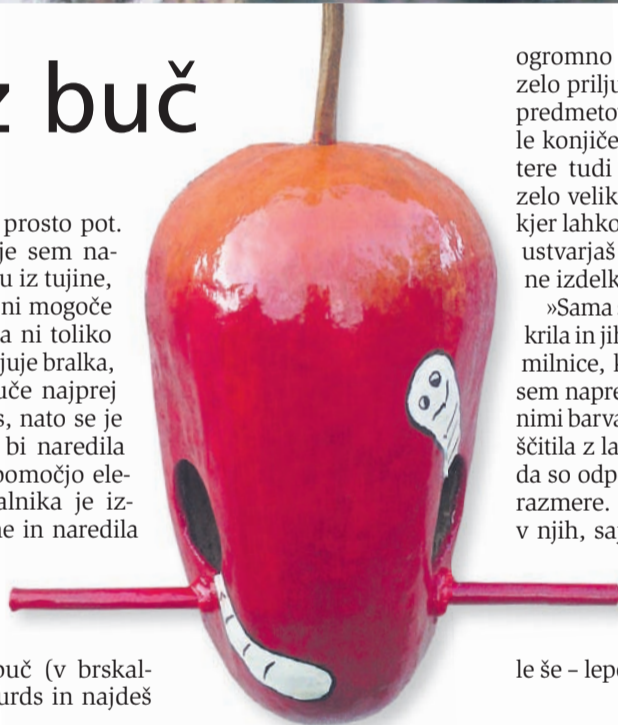 z buč
prosto pot.
je sem na-
u iz tujine,
ni mogoče
a ni toliko
juje bralka,
uče najprej
s, nato se je
bi naredila
pomočjo ele-
alnika je iz-
ne in naredila
buč (v brskal-
urds in najdeš
ogromno
zelo prilju
predmetov
le konjiče
tere tudi
zelo velik
kjer lahko
ustvarjaš
ne izdelk
»Sama
krila in jih
milnice, k
sem napre
nimi barva
ščitila z la
da so odp
razmere.
v njih, saj
le še – lepo